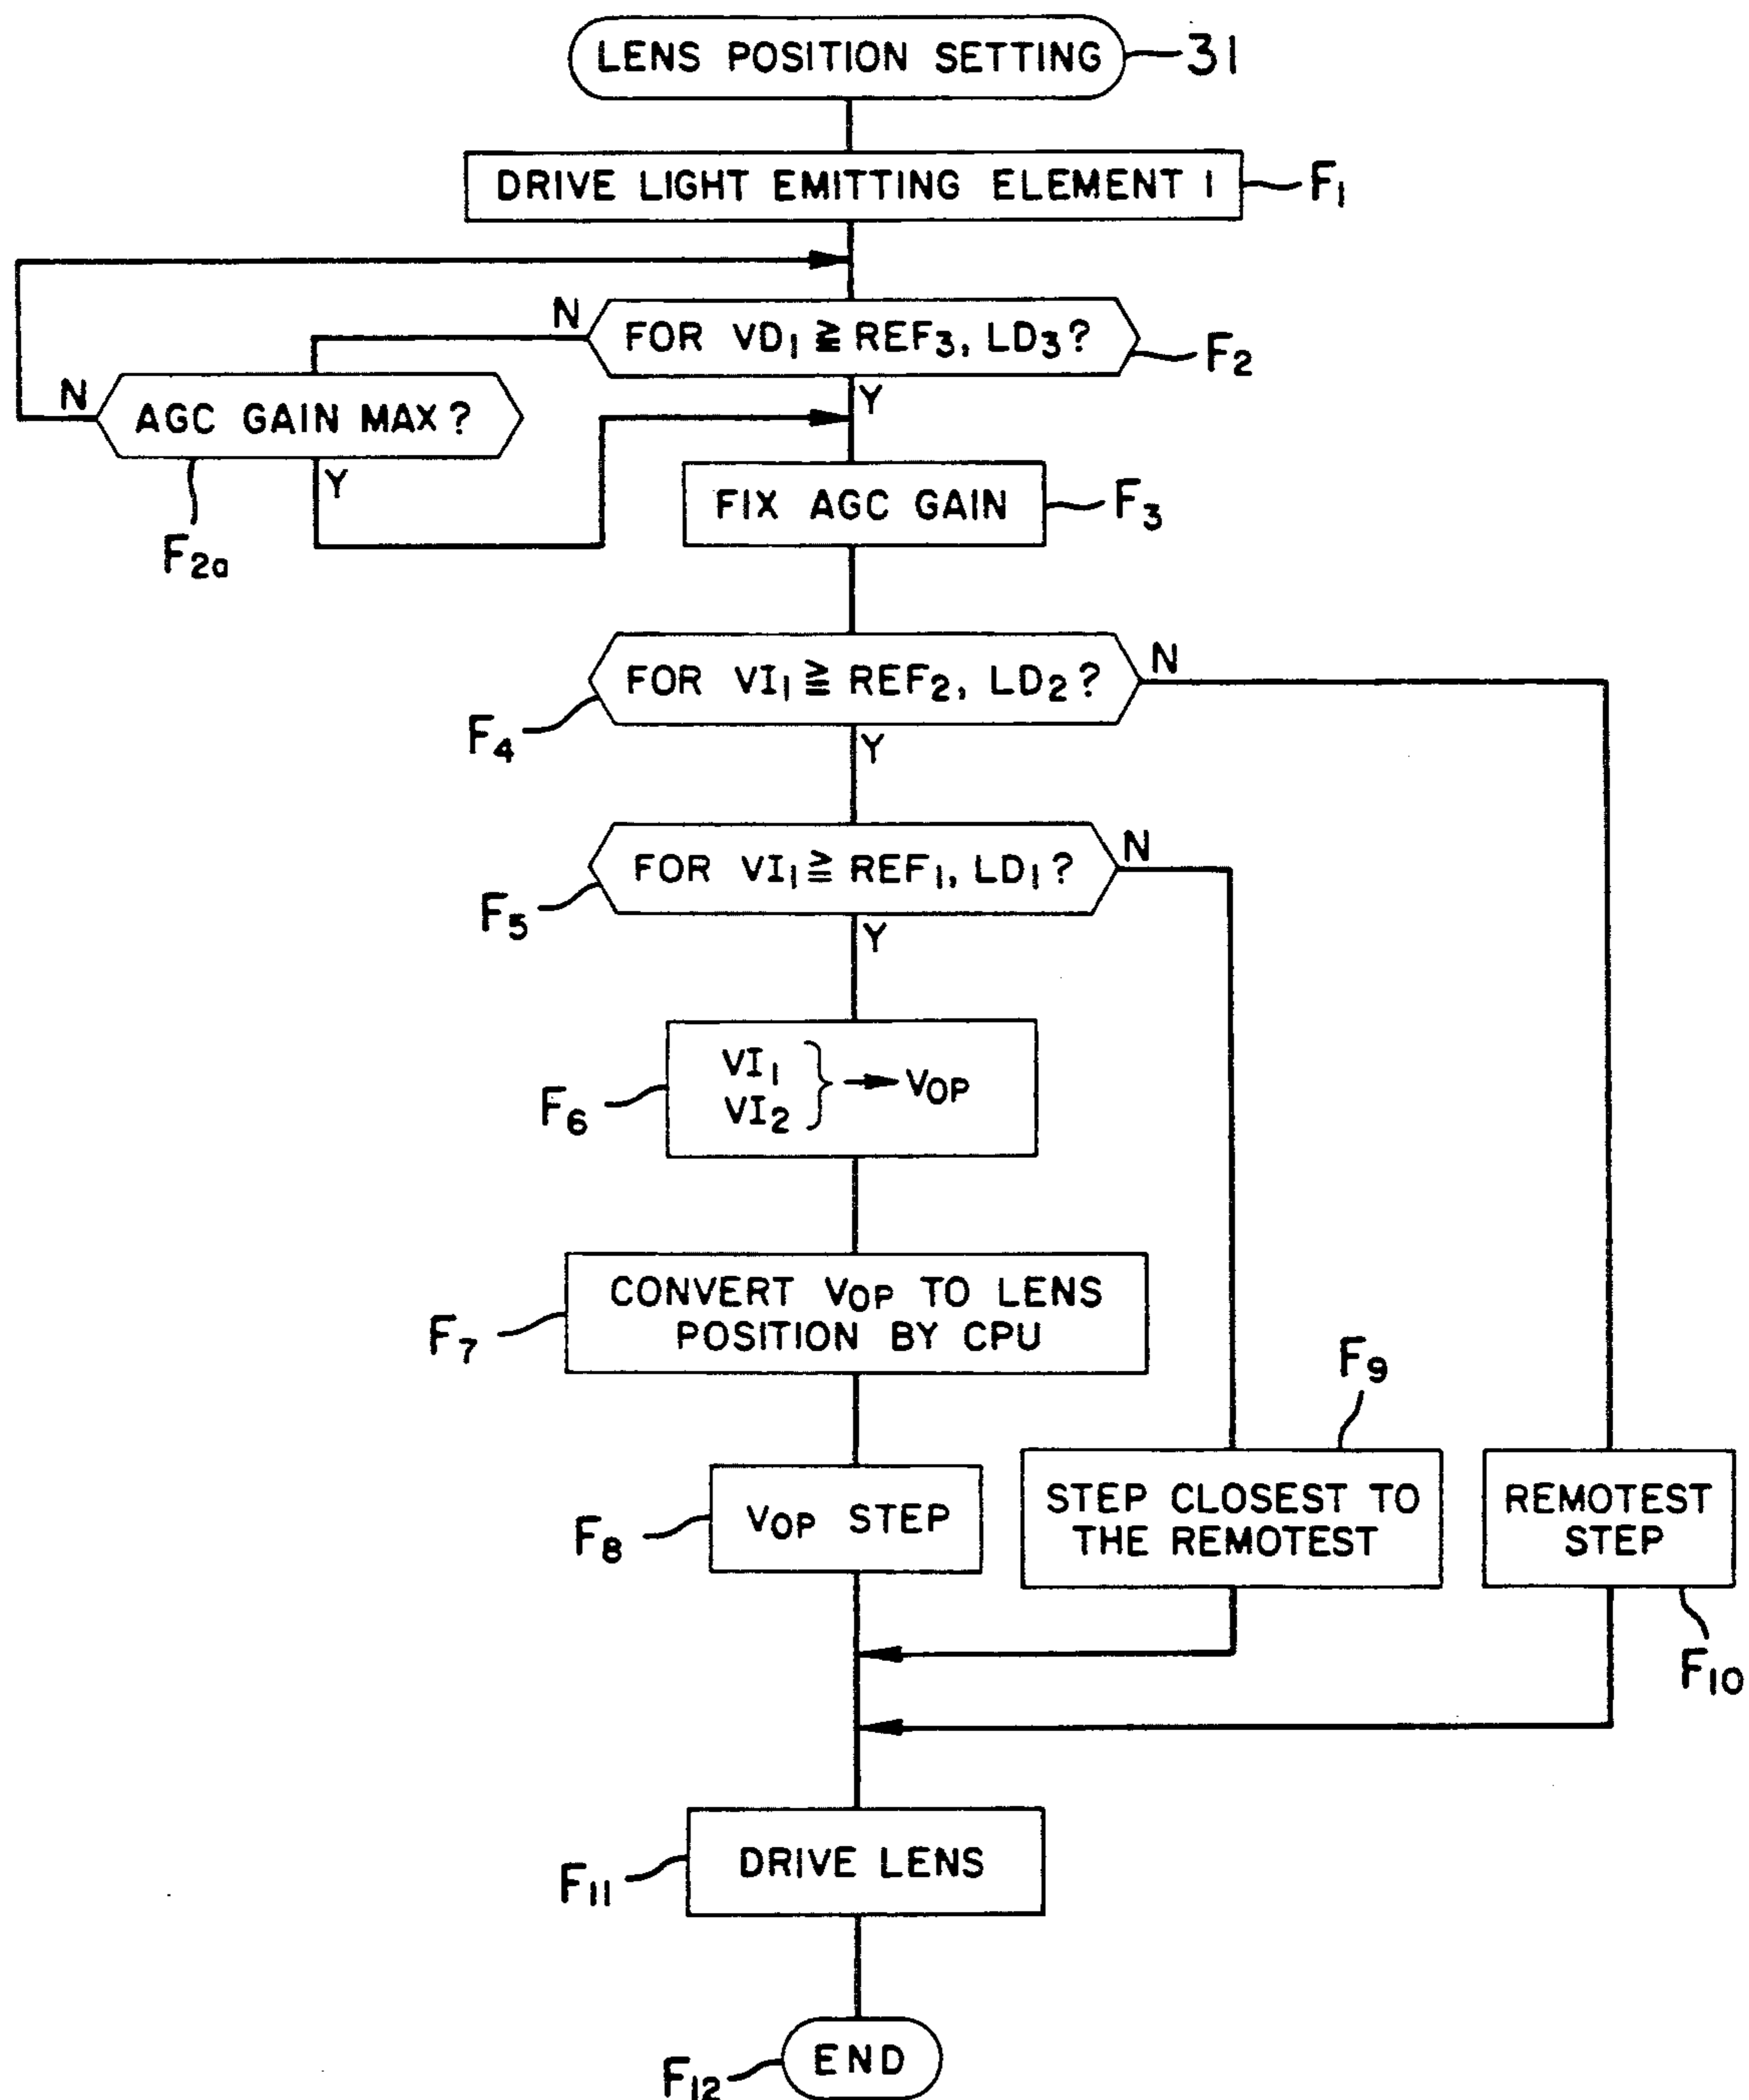 LENS POSITION SETTING
31
DRIVE LIGHT EMITTING ELEMENT 1
F1
N
FOR VD1 ≧ REF3, LD3?
F2
Y
N
AGC GAIN MAX?
Y
F2a
FIX AGC GAIN
F3
FOR VI1 ≧ REF2, LD2?
N
F4
Y
FOR VI1 ≧ REF1, LD1?
N
F5
Y
VI1
VI2
} → VOP
F6
CONVERT VOP TO LENS
POSITION BY CPU
F7
VOP STEP
F8
F9
STEP CLOSEST TO
THE REMOTEST
REMOTEST
STEP
F10
DRIVE LENS
F11
END
F12